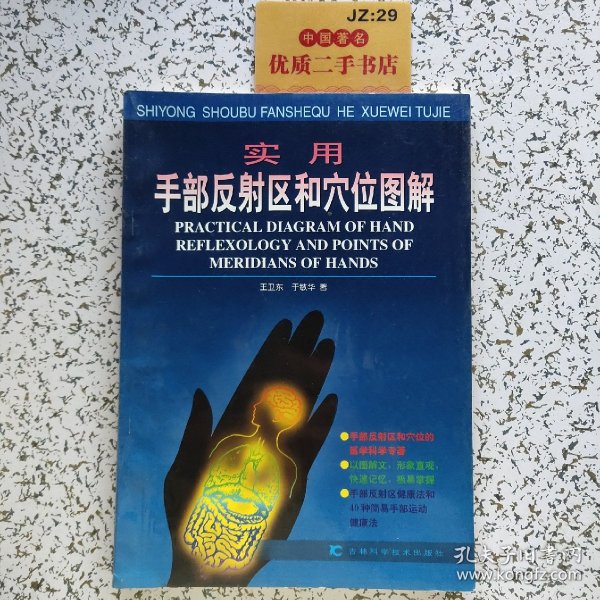 JZ:29
中国著名
优质二手书店
SHIYONG SHOUBU FANSHEQU HE XUEWEI TUJIE
实用
手部反射区和穴位图解
PRACTICAL DIAGRAM OF HAND
REFLEXOLOGY AND POINTS OF
MERIDIANS OF HANDS
王卫东 于敏华 著
手部反射区和穴位的
医学科学专著
以图解文，形象直观，
快速记忆，极易掌握
手部反射区健康法和
40种简易手部运动
健康法
吉林科学技术出版社
孔夫子旧书网
www.kongfz.com